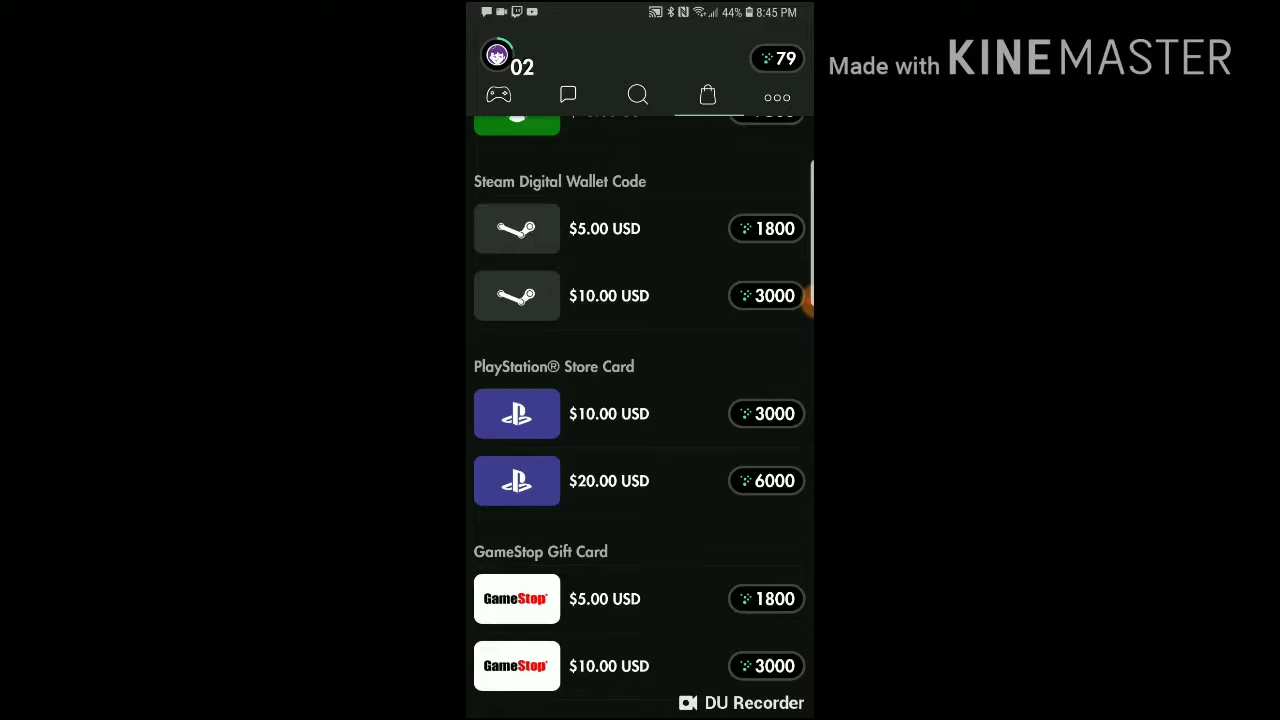 44% 8:45 PM
Made with KINEMASTER
02
79
Steam Digital Wallet Code
$5.00 USD 1800
$10.00 USD 3000
PlayStation® Store Card
$10.00 USD 3000
$20.00 USD 6000
GameStop Gift Card
GameStop $5.00 USD 1800
GameStop $10.00 USD 3000
DU Recorder